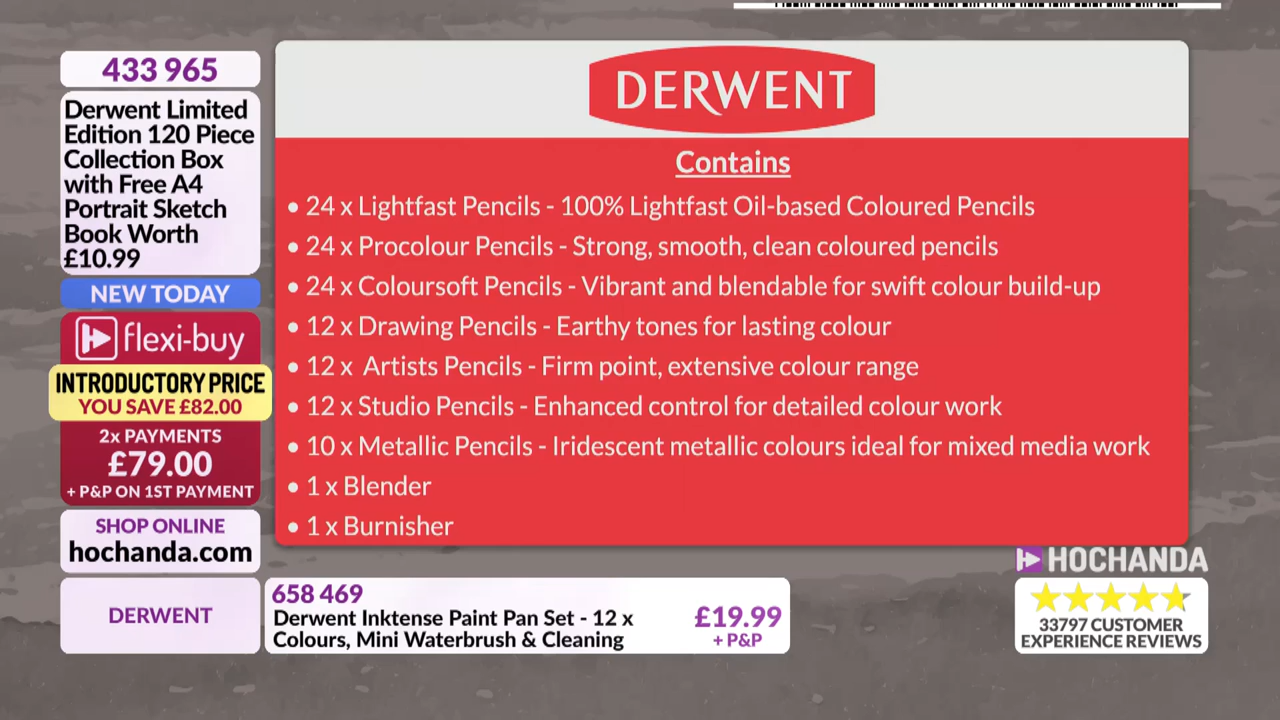 433 965
Derwent Limited
Edition 120 Piece
Collection Box
with Free A4
Portrait Sketch
Book Worth
£10.99
NEW TODAY
flexi-buy
INTRODUCTORY PRICE
YOU SAVE £82.00
2x PAYMENTS
£79.00
+ P&P ON 1ST PAYMENT
SHOP ONLINE
hochanda.com
DERWENT
DERWENT
Contains
• 24 x Lightfast Pencils - 100% Lightfast Oil-based Coloured Pencils
• 24 x Procolour Pencils - Strong, smooth, clean coloured pencils
• 24 x Coloursoft Pencils - Vibrant and blendable for swift colour build-up
• 12 x Drawing Pencils - Earthy tones for lasting colour
• 12 x Artists Pencils - Firm point, extensive colour range
• 12 x Studio Pencils - Enhanced control for detailed colour work
• 10 x Metallic Pencils - Iridescent metallic colours ideal for mixed media work
• 1 x Blender
• 1 x Burnisher
658 469
Derwent Inktense Paint Pan Set - 12 x
Colours, Mini Waterbrush & Cleaning
£19.99
+ P&P
HOCHANDA
33797 CUSTOMER
EXPERIENCE REVIEWS